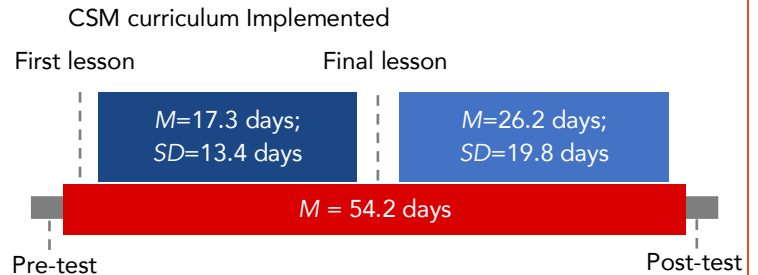 CSM curriculum Implemented
First lesson
Final lesson
M=17.3 days;
SD=13.4 days
M=26.2 days;
SD=19.8 days
M = 54.2 days
Pre-test
Post-test